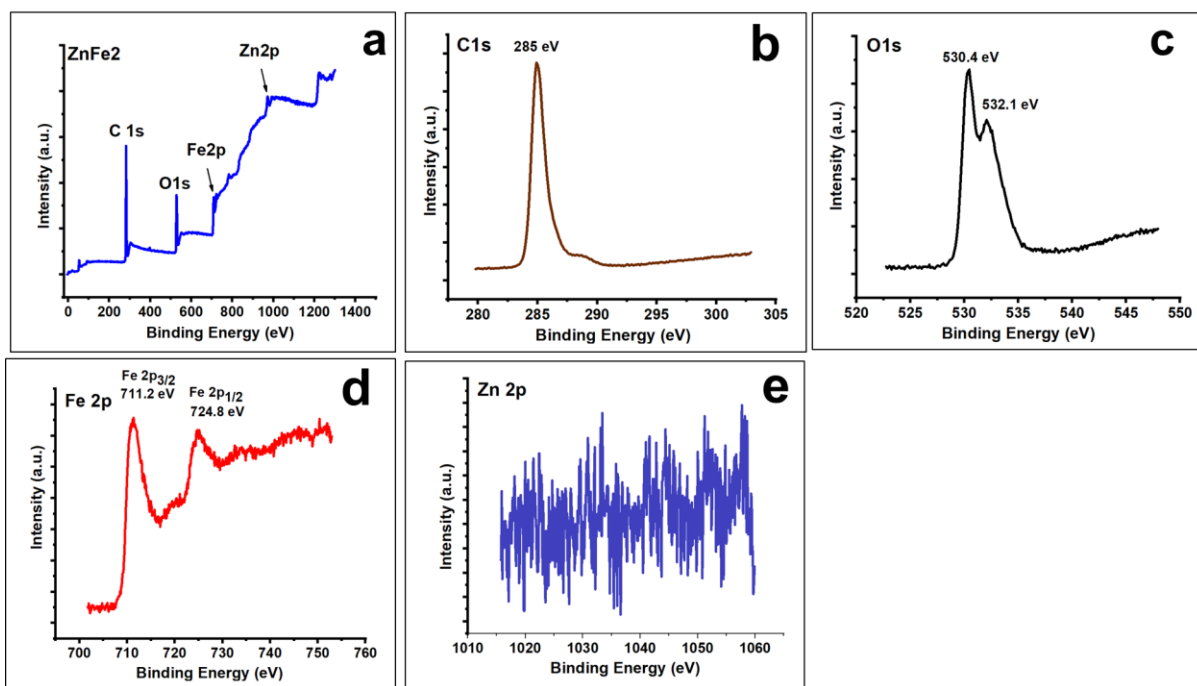 ZnFe2
a
Zn2p
C 1s
Fe2p
O1s
Intensity (a.u.)
0 200 400 600 800 1000 1200 1400
Binding Energy (eV)
C1s
285 eV
b
Intensity (a.u.)
280 285 290 295 300 305
Binding Energy (eV)
O1s
c
530.4 eV
532.1 eV
Intensity (a.u.)
520 525 530 535 540 545 550
Binding Energy (eV)
Fe 2p
Fe 2p3/2
711.2 eV
Fe 2p1/2
724.8 eV
d
Intensity (a.u.)
700 710 720 730 740 750 760
Binding Energy (eV)
Zn 2p
e
Intensity (a.u.)
1010 1020 1030 1040 1050 1060
Binding Energy (eV)